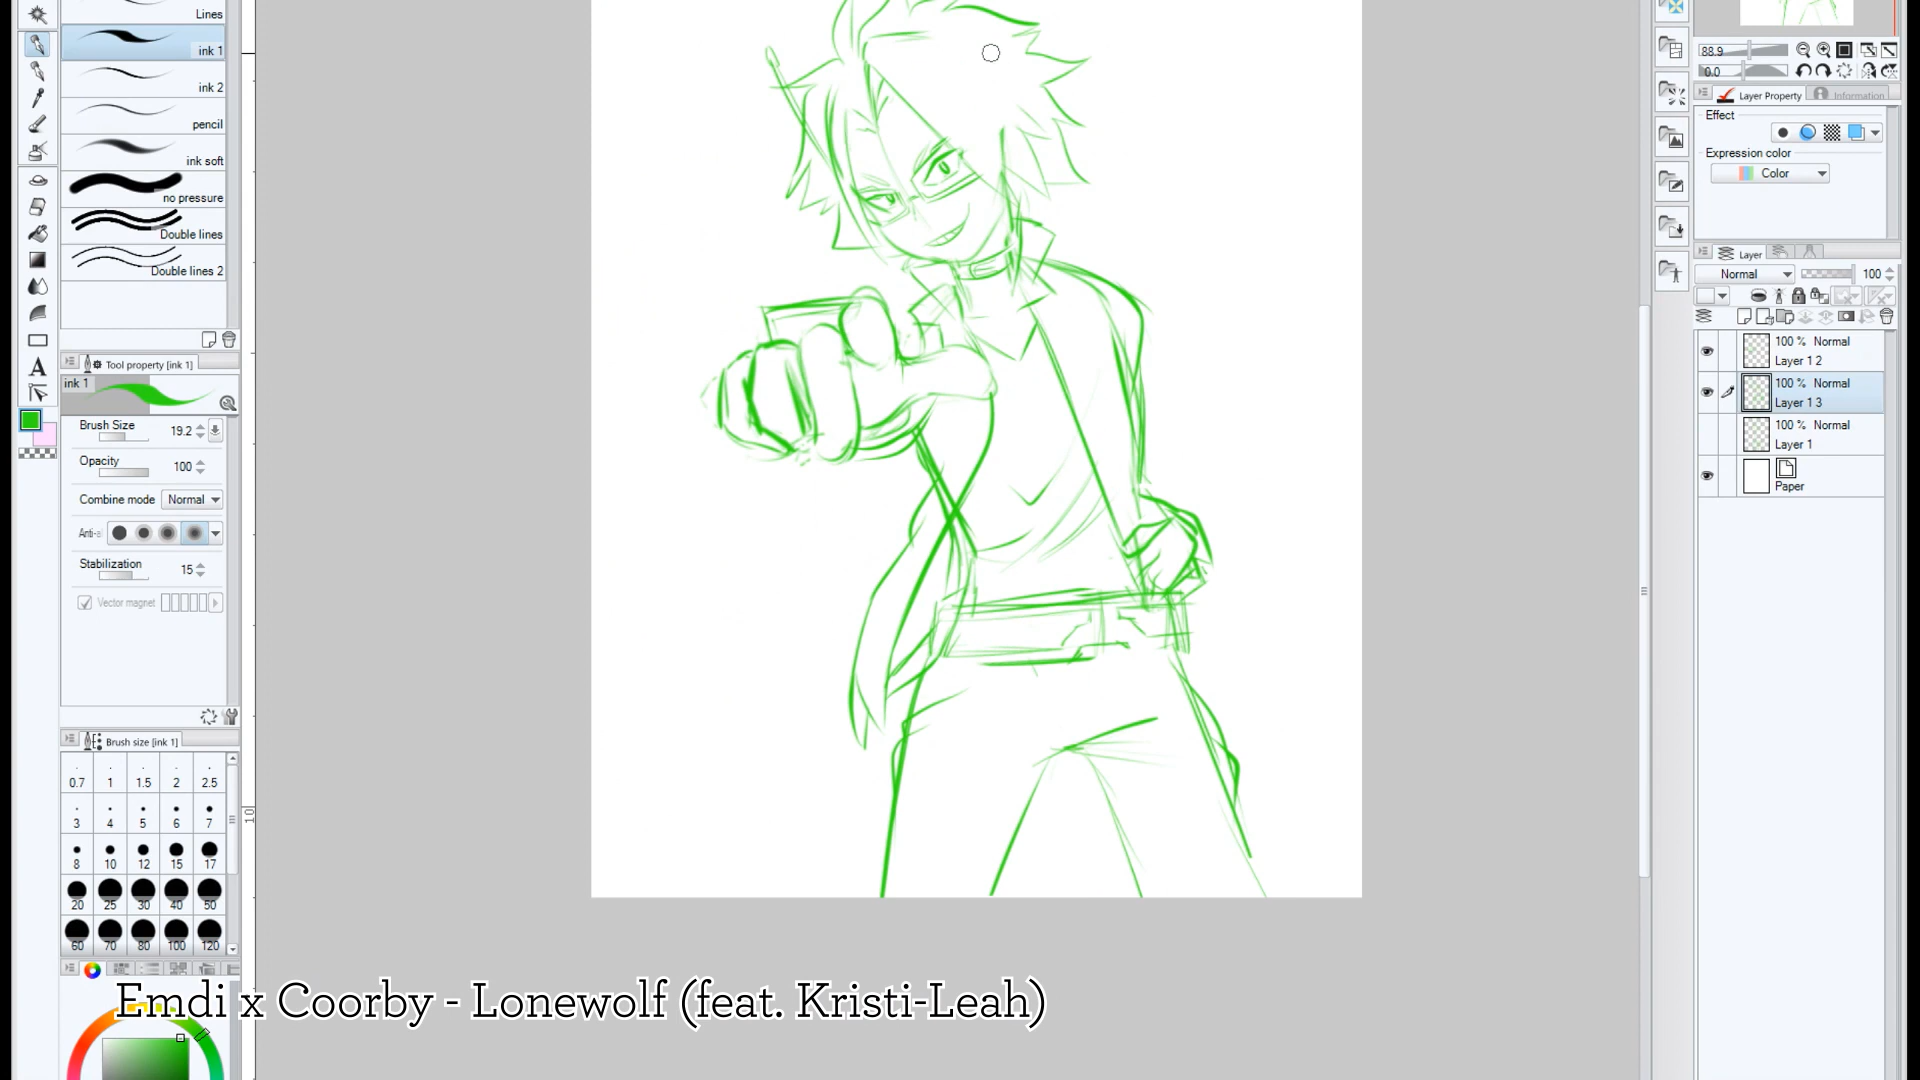 Lines
ink 1
ink 2
pencil
ink soft
no pressure
Double lines
Double lines 2
Tool property [ink 1]
ink 1
Brush Size
19.2
Opacity
100
Combine mode
Normal
Anti-a
Stabilization
15
Vector magnet
Brush size [ink 1]
0.7 1 1.5 2 2.5
3 4 5 6 7
8 10 12 15 17
20 25 30 40 50
60 70 80 100 120
10
Emdi x Coorby - Lonewolf (feat. Kristi-Leah)
88.9
0.0
Layer Property
Information
Effect
Expression color
Color
Layer
Normal
100
100 % Normal
Layer 1 2
100 % Normal
Layer 1 3
100 % Normal
Layer 1
Paper